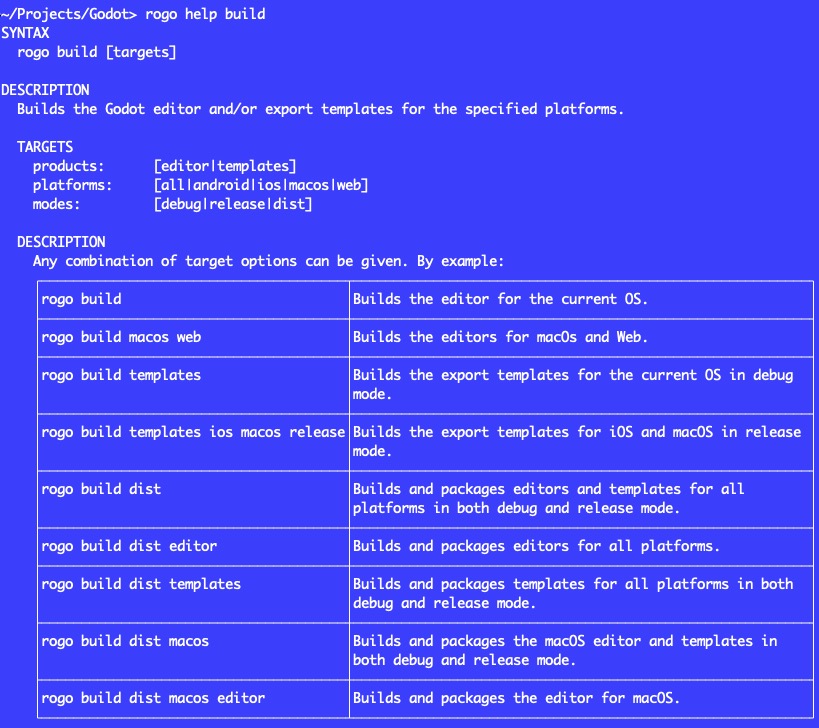 ~/Projects/Godot> rogo help build
SYNTAX
rogo build [targets]
DESCRIPTION
Builds the Godot editor and/or export templates for the specified platforms.
TARGETS
products: [editor|templates]
platforms: [all|android|ios|macos|web]
modes: [debug|release|dist]
DESCRIPTION
Any combination of target options can be given. By example:
rogo build Builds the editor for the current OS.
rogo build macos web Builds the editors for macOs and Web.
rogo build templates Builds the export templates for the current OS in debug
mode.
rogo build templates ios macos release Builds the export templates for iOS and macOS in release
mode.
rogo build dist Builds and packages editors and templates for all
platforms in both debug and release mode.
rogo build dist editor Builds and packages editors for all platforms.
rogo build dist templates Builds and packages templates for all platforms in both
debug and release mode.
rogo build dist macos Builds and packages the macOS editor and templates in
both debug and release mode.
rogo build dist macos editor Builds and packages the editor for macOS.